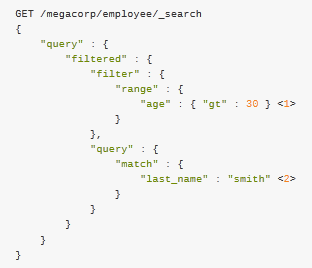 GET /megacorp/employee/_search
{
    "query" : {
        "filtered" : {
            "filter" : {
                "range" : {
                    "age" : { "gt" : 30 } <1>
                }
            },
            "query" : {
                "match" : {
                    "last_name" : "smith" <2>
                }
            }
        }
    }
}